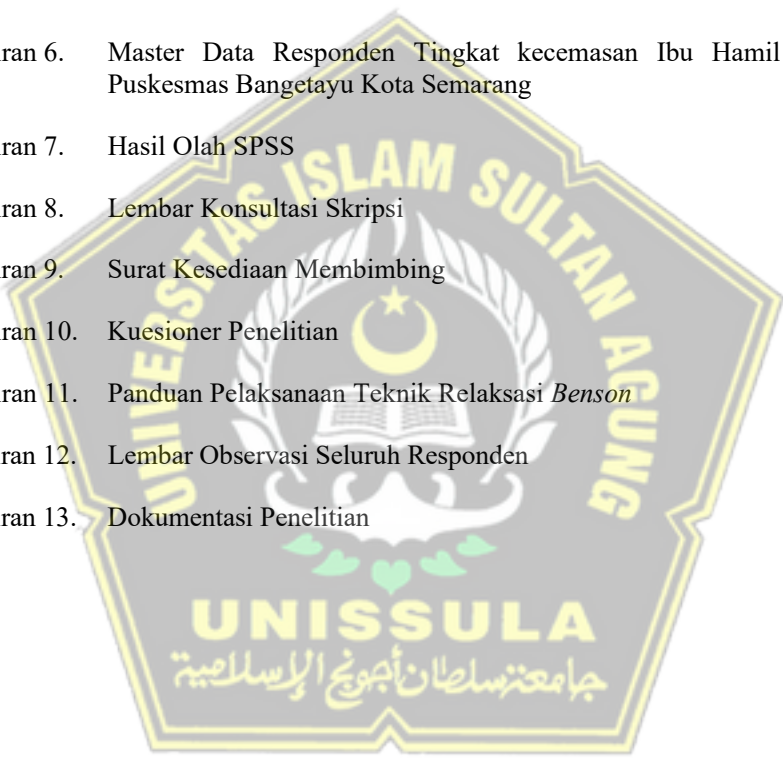 ran 6. Master Data Responden Tingkat kecemasan Ibu Hamil
Puskesmas Bangetayu Kota Semarang
ran 7. Hasil Olah SPSS
ran 8. Lembar Konsultasi Skripsi
ran 9. Surat Kesediaan Membimbing
ran 10. Kuesioner Penelitian
ran 11. Panduan Pelaksanaan Teknik Relaksasi Benson
ran 12. Lembar Observasi Seluruh Responden
ran 13. Dokumentasi Penelitian
UNIVERSITAS ISLAM SULTAN AGUNG
UNISSULA
جامعة سلطان أجونج الإسلامية